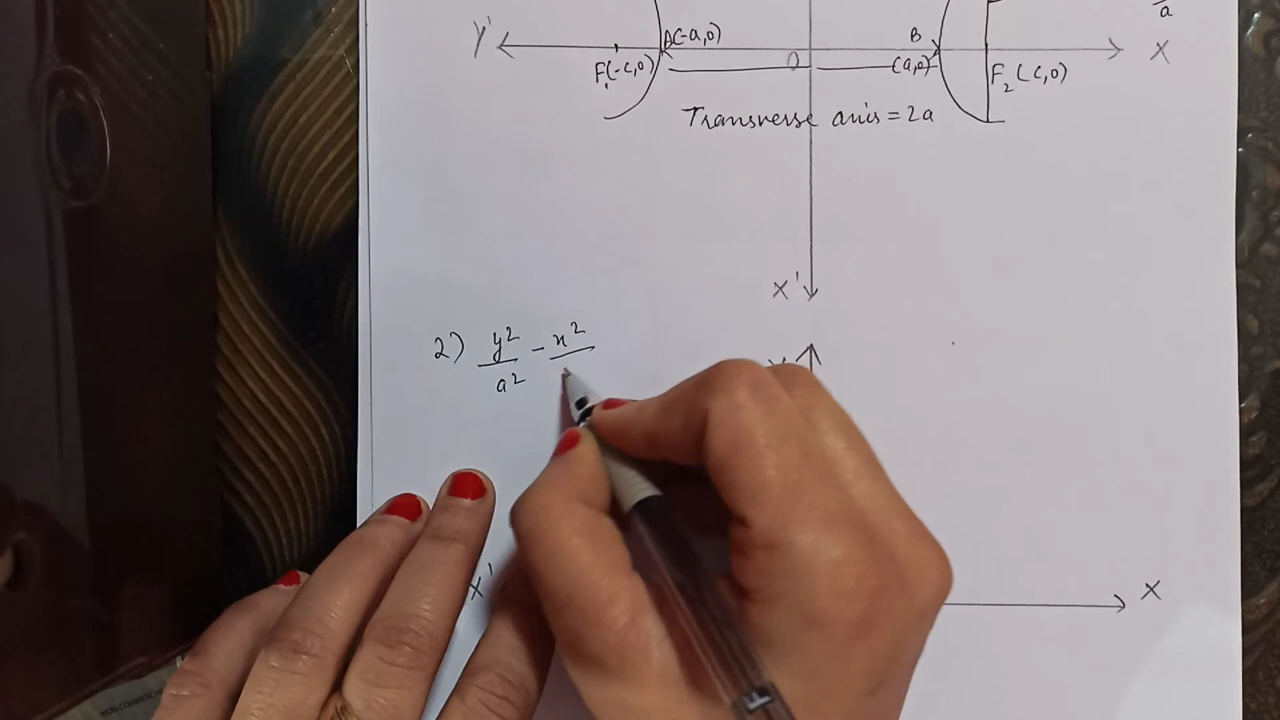 a
Y' A(-a,0) B X
F1(-c,0) O (a,0) F2(c,0)
Transverse axis = 2a
X'
2) y²/a² - x²
X' X